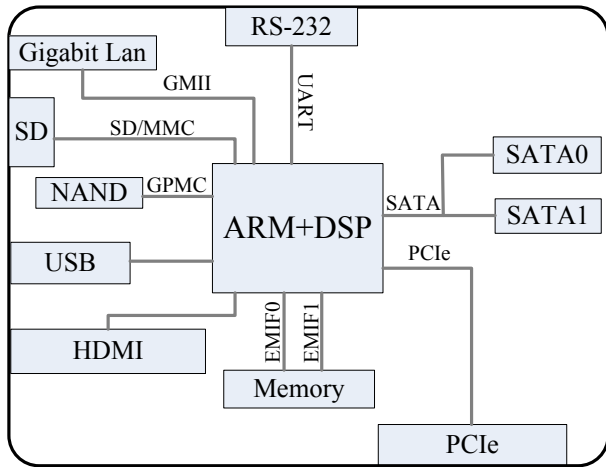 RS-232
Gigabit Lan
GMII
UART
SD
SD/MMC
SATA0
NAND
GPMC
ARM+DSP
SATA
SATA1
USB
PCIe
HDMI
EMIF0
EMIF1
Memory
PCIe